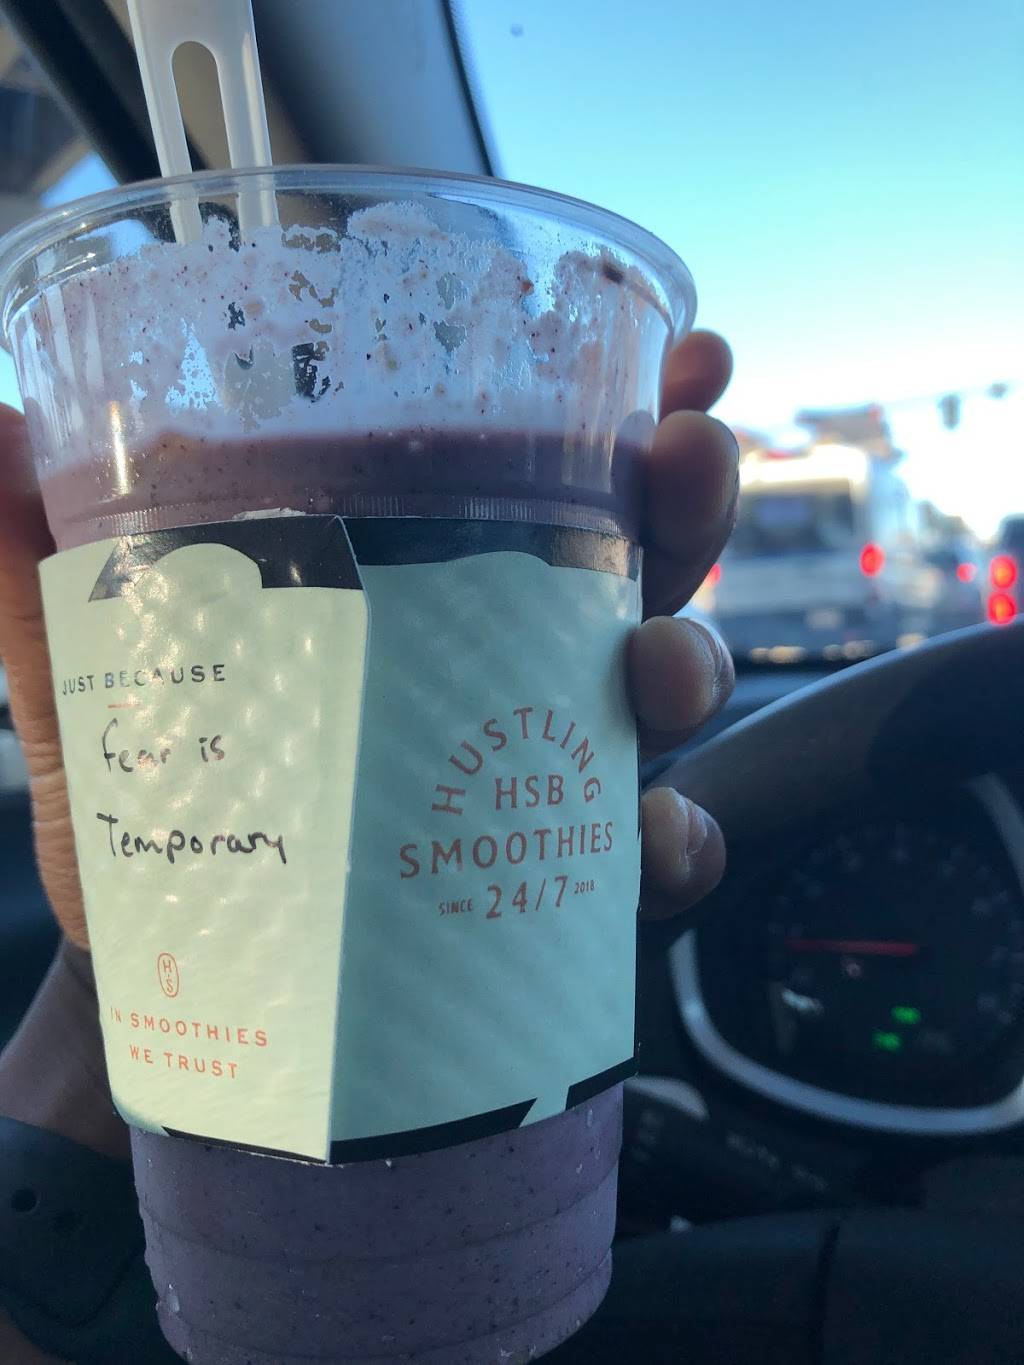 JUST BECAUSE
fear is
Temporary
H S
IN SMOOTHIES
WE TRUST
HUSTLING
HSB
SMOOTHIES
SINCE 24/7 2018